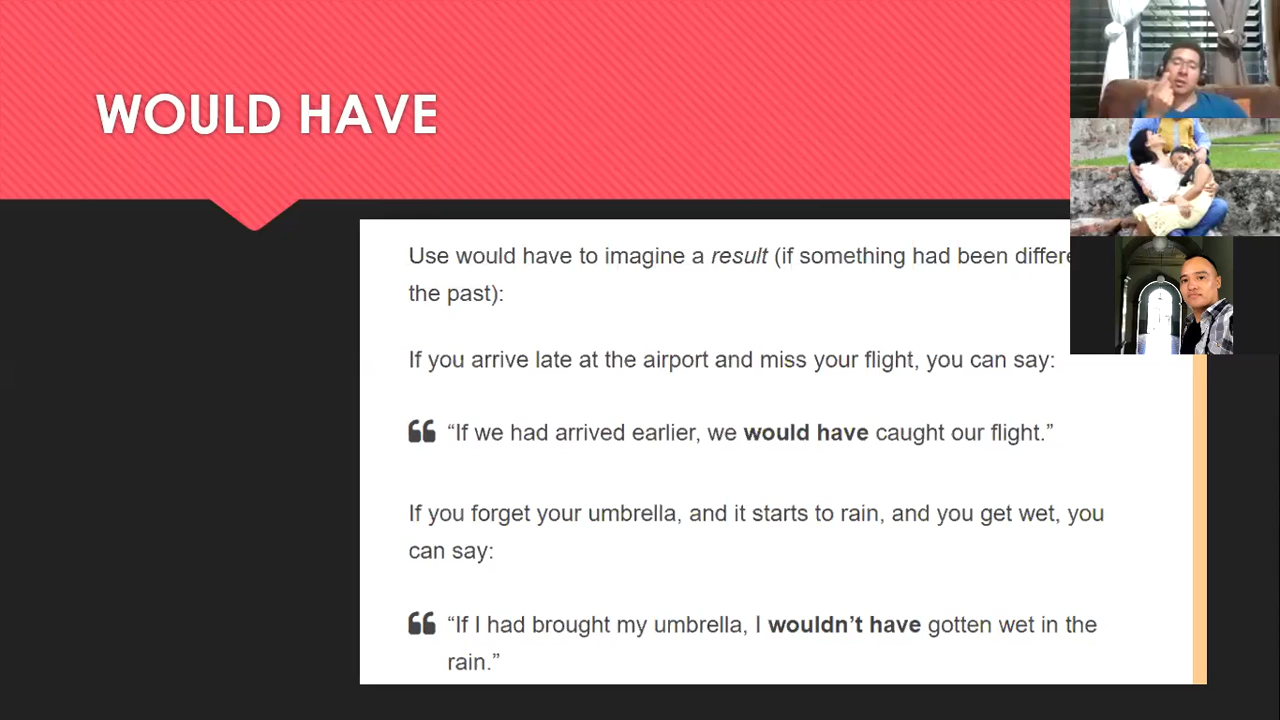 WOULD HAVE
Use would have to imagine a result (if something had been
the past):
If you arrive late at the airport and miss your flight, you can say:
“If we had arrived earlier, we would have caught our flight.”
If you forget your umbrella, and it starts to rain, and you get wet, you
can say:
“If I had brought my umbrella, I wouldn’t have gotten wet in the
rain.”